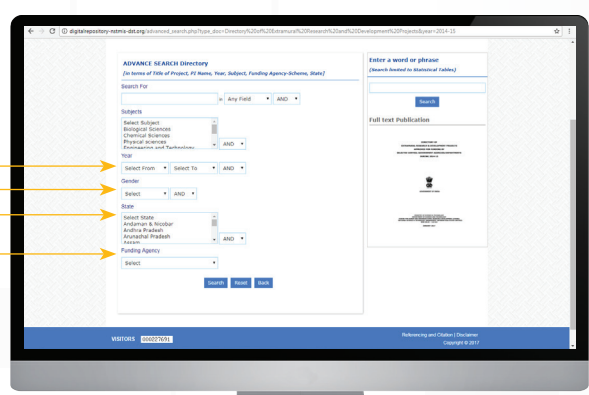 digitalrepository-nstmis-dst.org/advanced_search.php?type_doc=Directory%20of%20Extramural%20Research%20and%20Development%20Projects&year=2014-15
ADVANCE SEARCH Directory
[in terms of Title of Project, PI Name, Year, Subject, Funding Agency-Scheme, State]
Search For
in Any Field AND
Subjects
Select Subject
Biological Sciences
Chemical Sciences
Physical sciences
Engineering and Technology
AND
Year
Select From Select To AND
Gender
Select AND
State
Select State
Andaman & Nicobar
Andhra Pradesh
Arunachal Pradesh
Assam
AND
Funding Agency
Select
Search Reset Back
Enter a word or phrase
(Search limited to Statistical Tables)
Search
Full text Publication
VISITORS 000227691
Referencing and Citation | Disclaimer
Copyright © 2017